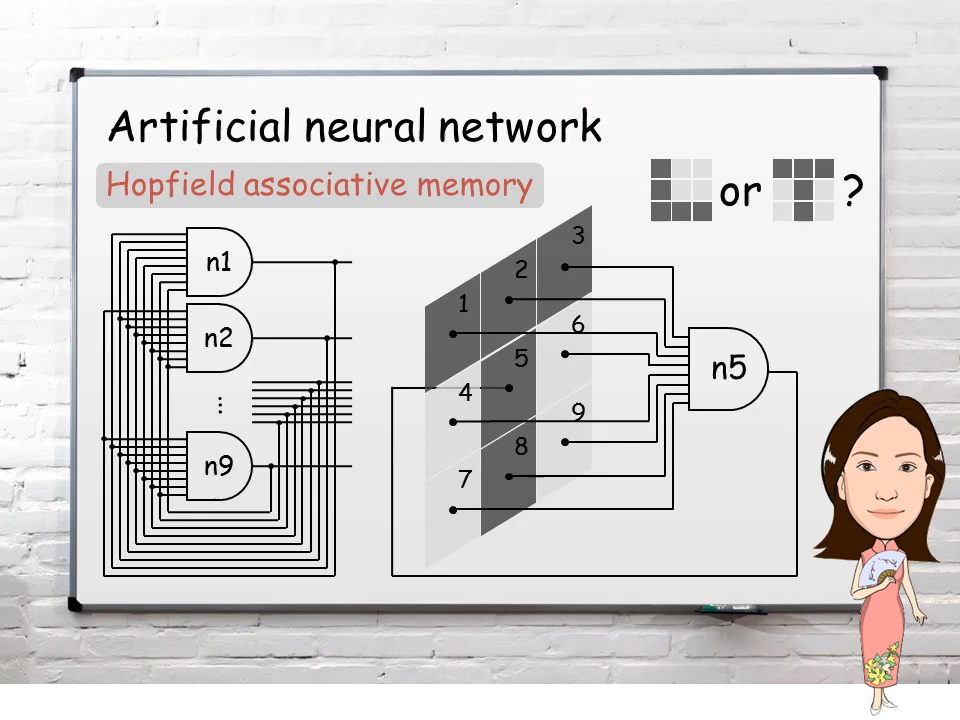 Artificial neural network
Hopfield associative memory
or ?
n1
n2
⋮
n9
1 2 3
4 5 6
7 8 9
n5